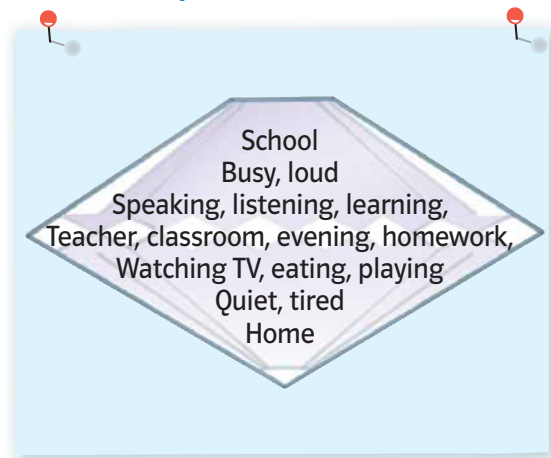 School
Busy, loud
Speaking, listening, learning,
Teacher, classroom, evening, homework,
Watching TV, eating, playing
Quiet, tired
Home